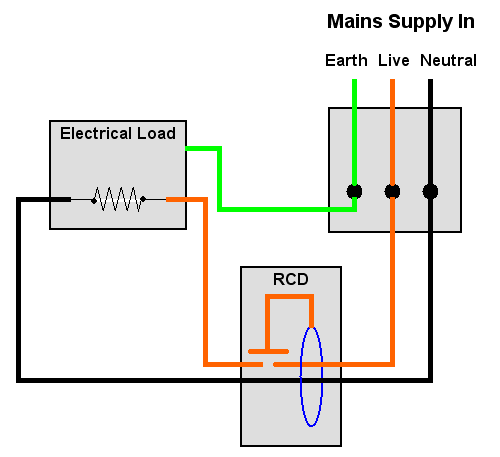 Mains Supply In
Earth Live Neutral
Electrical Load
RCD